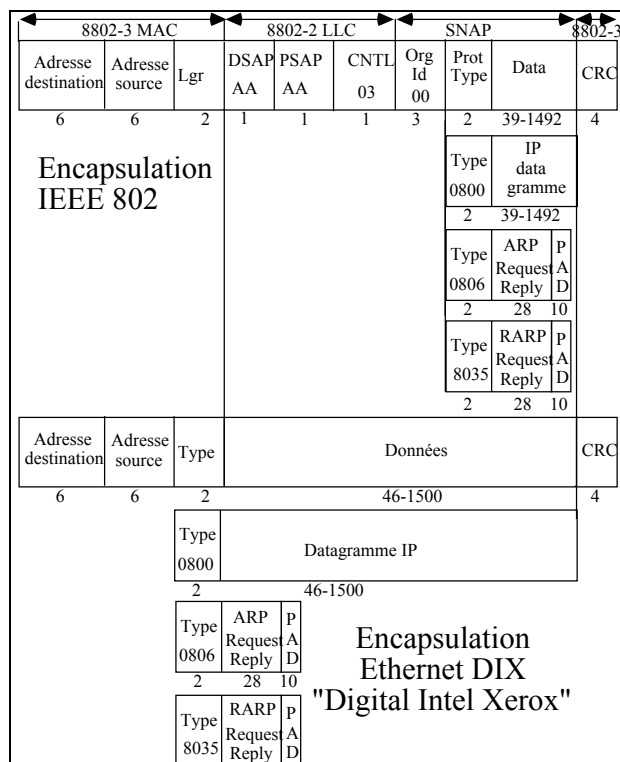 8802-3 MAC 8802-2 LLC SNAP 8802-3
Adresse destination Adresse source Lgr DSAP AA PSAP AA CNTL 03 Org Id 00 Prot Type Data CRC
6 6 2 1 1 1 3 2 39-1492 4
Encapsulation
IEEE 802
Type 0800 IP data gramme
2 39-1492
Type 0806 ARP Request Reply PAD
2 28 10
Type 8035 RARP Request Reply PAD
2 28 10
Adresse destination Adresse source Type Données CRC
6 6 2 46-1500 4
Type 0800 Datagramme IP
2 46-1500
Type 0806 ARP Request Reply PAD
2 28 10
Encapsulation
Ethernet DIX
"Digital Intel Xerox"
Type 8035 RARP Request Reply PAD